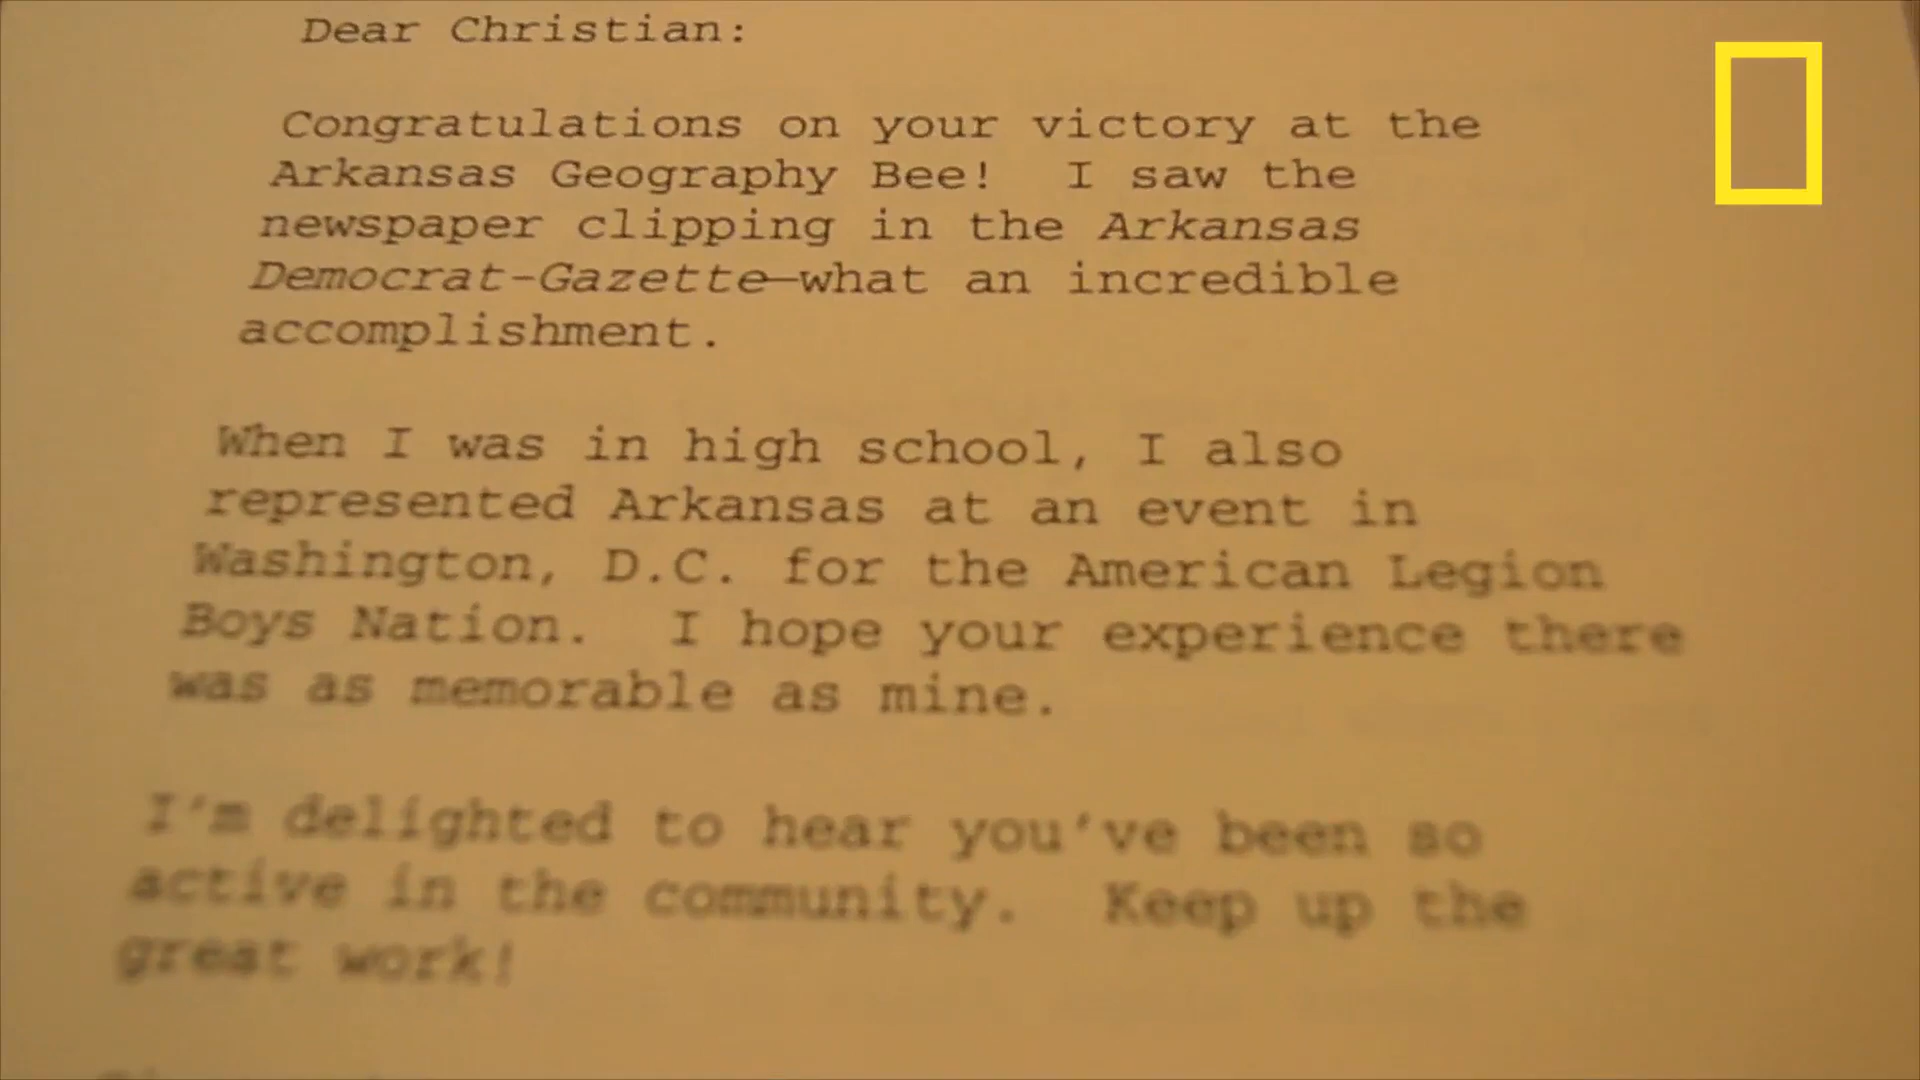 Dear Christian:
Congratulations on your victory at the
Arkansas Geography Bee!  I saw the
newspaper clipping in the Arkansas
Democrat-Gazette—what an incredible
accomplishment.
When I was in high school, I also
represented Arkansas at an event in
Washington, D.C. for the American Legion
Boys Nation.  I hope your experience there
was as memorable as mine.
I'm delighted to hear you've been so
active in the community.  Keep up the
great work!